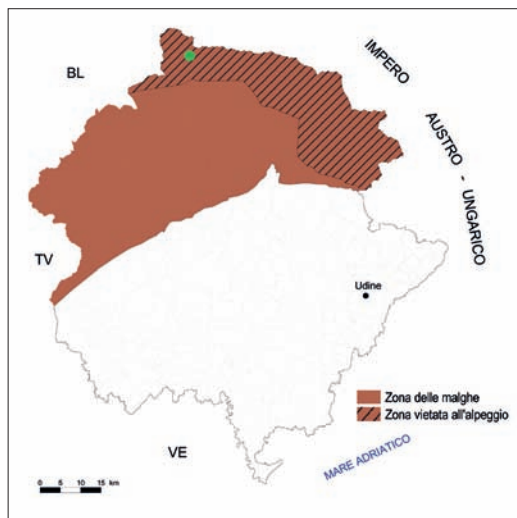 BL
IMPERO
AUSTRO - UNGARICO
TV
Udine
Zona delle malghe
Zona vietata all'alpeggio
VE
MARE ADRIATICO
0 5 10 15 km